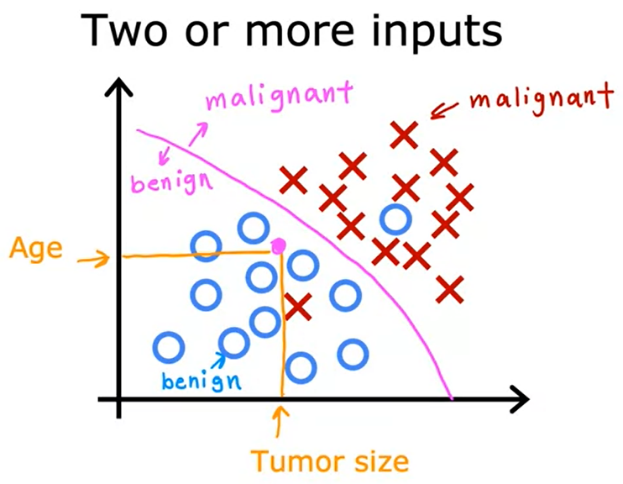 Two or more inputs
malignant
malignant
benign
Age
benign
Tumor size